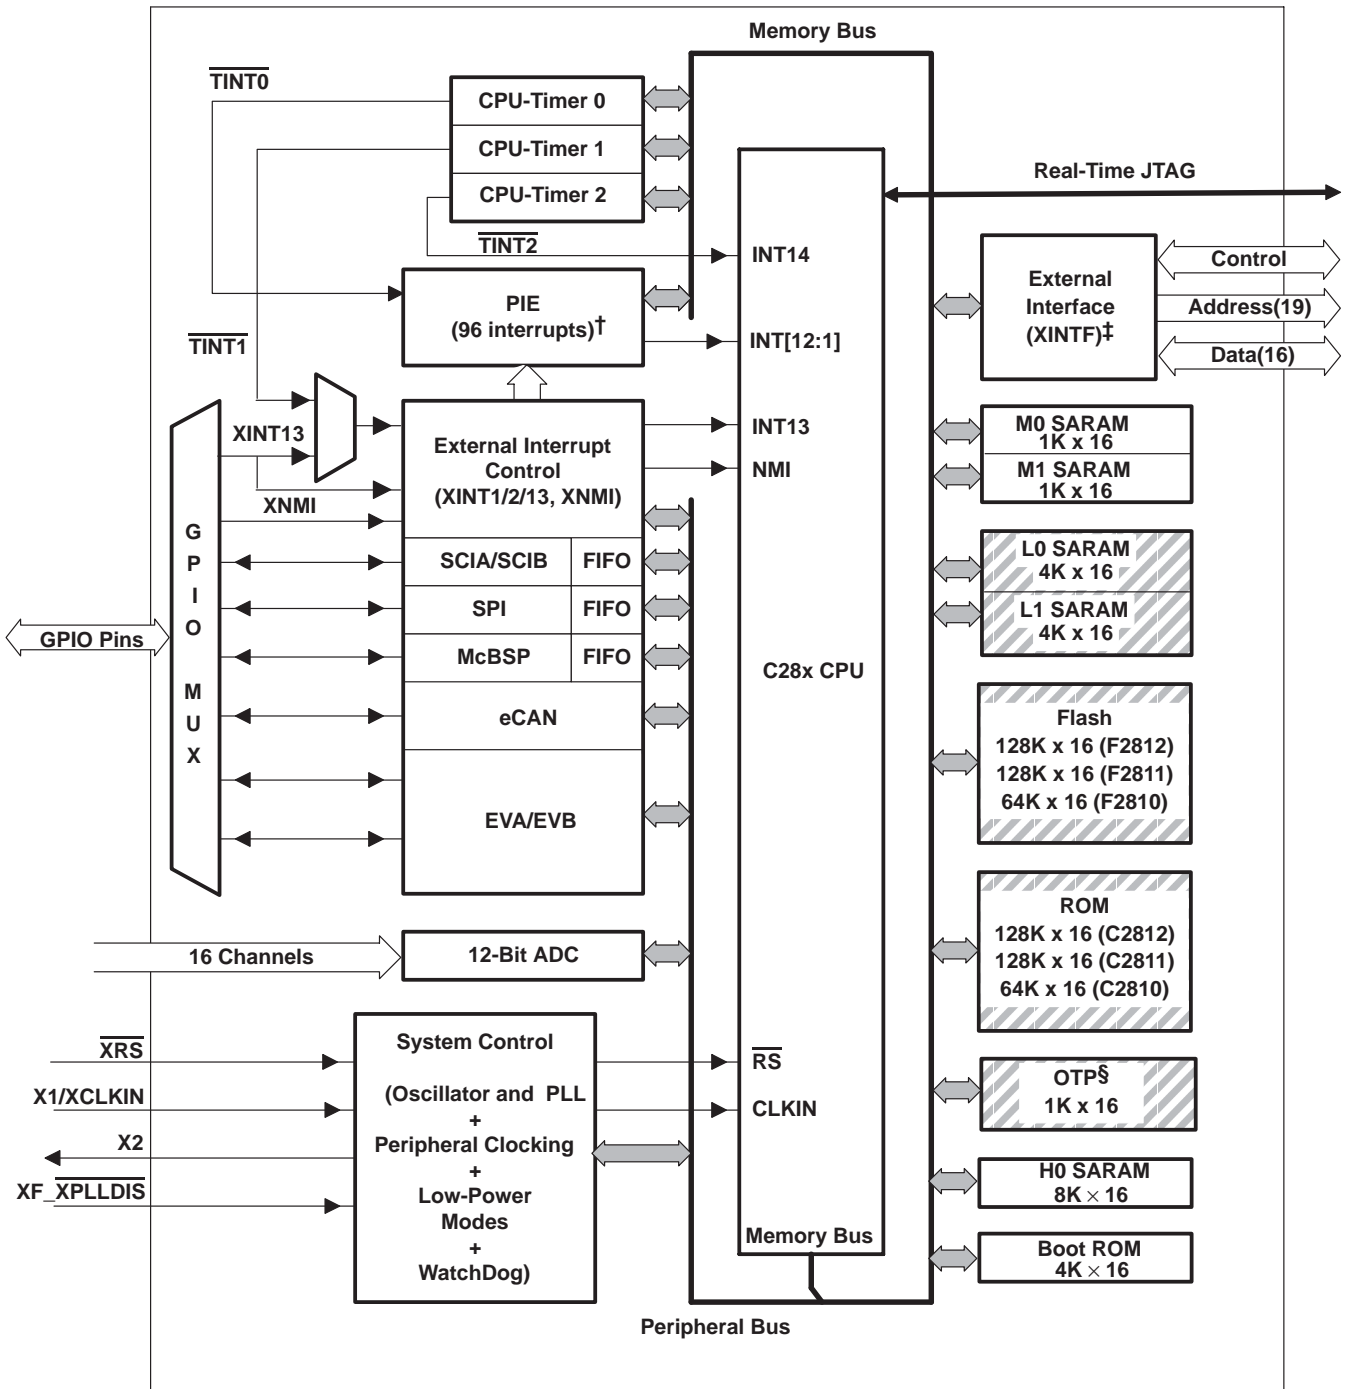 Memory Bus
TINT0
CPU-Timer 0
CPU-Timer 1
CPU-Timer 2
Real-Time JTAG
TINT2
INT14
PIE
(96 interrupts)†
INT[12:1]
TINT1
External
Interface
(XINTF)‡
Control
Address(19)
Data(16)
XINT13
XNMI
External Interrupt
Control
(XINT1/2/13, XNMI)
INT13
NMI
M0 SARAM
1K x 16
M1 SARAM
1K x 16
G
P
I
O
M
U
X
GPIO Pins
SCIA/SCIB
FIFO
SPI
FIFO
McBSP
FIFO
eCAN
EVA/EVB
C28x CPU
L0 SARAM
4K x 16
L1 SARAM
4K x 16
Flash
128K x 16 (F2812)
128K x 16 (F2811)
64K x 16 (F2810)
16 Channels
12-Bit ADC
ROM
128K x 16 (C2812)
128K x 16 (C2811)
64K x 16 (C2810)
XRS
X1/XCLKIN
X2
XF_XPLLDIS
System Control
(Oscillator and PLL
+
Peripheral Clocking
+
Low-Power
Modes
+
WatchDog)
RS
CLKIN
OTP§
1K x 16
H0 SARAM
8K × 16
Memory Bus
Boot ROM
4K × 16
Peripheral Bus